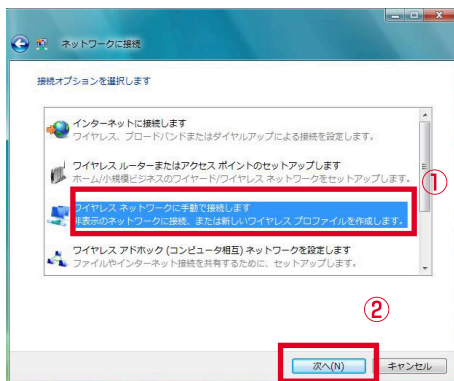 ネットワークに接続
接続オプションを選択します
インターネットに接続します
ワイヤレス、ブロードバンドまたはダイヤルアップによる接続を設定します。
ワイヤレス ルーターまたはアクセス ポイントのセットアップします
ホーム/小規模ビジネスのワイヤード/ワイヤレス ネットワークをセットアップします。
①
ワイヤレス ネットワークに手動で接続します
非表示のネットワークに接続、または新しいワイヤレス プロファイルを作成します。
ワイヤレス アドホック (コンピュータ相互) ネットワークを設定します
ファイルやインターネット接続を共有するために、セットアップします。
②
次へ(N)
キャンセル